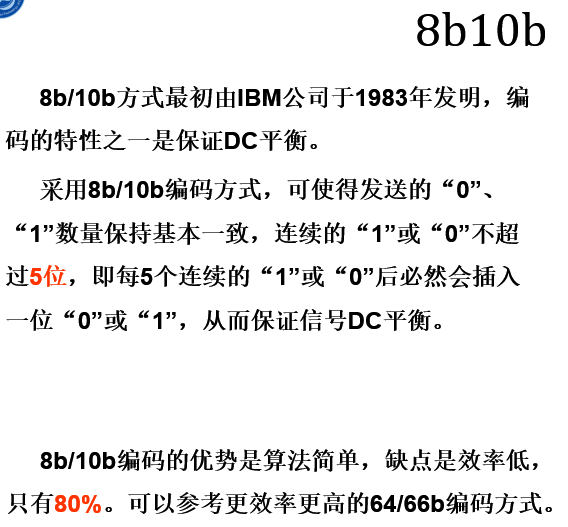 8b10b
8b/10b方式最初由IBM公司于1983年发明，编
码的特性之一是保证DC平衡。
采用8b/10b编码方式，可使得发送的“0”、
“1”数量保持基本一致，连续的“1”或“0”不超
过5位，即每5个连续的“1”或“0”后必然会插入
一位“0”或“1”，从而保证信号DC平衡。
8b/10b编码的优势是算法简单，缺点是效率低，
只有80%。可以参考更效率更高的64/66b编码方式。